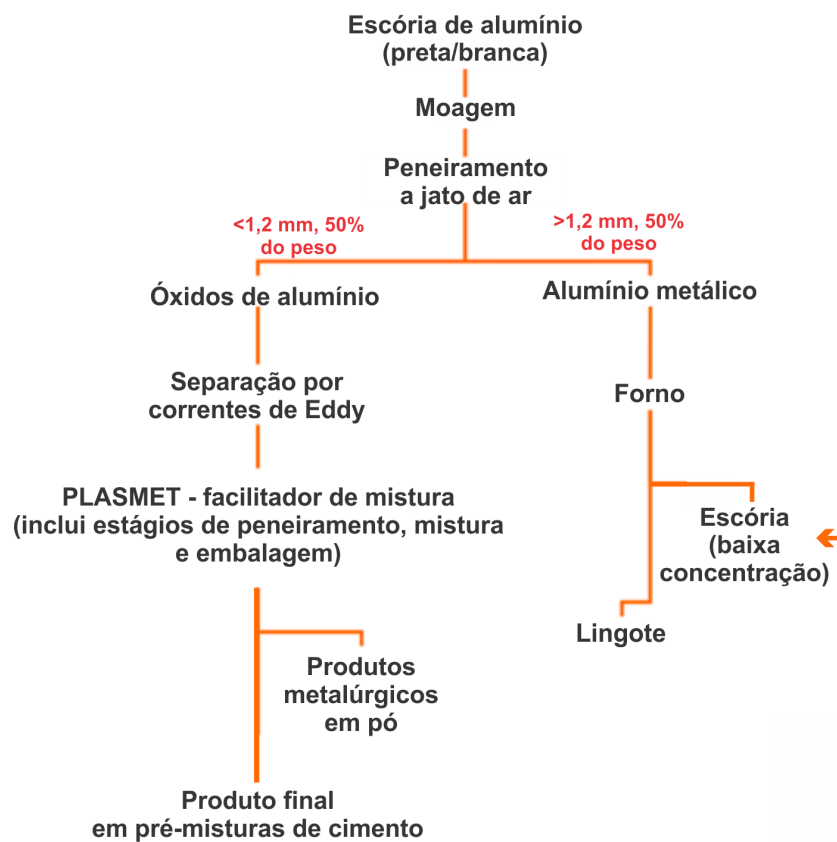 Escória de alumínio
(preta/branca)
Moagem
Peneiramento
a jato de ar
<1,2 mm, 50%
do peso
>1,2 mm, 50%
do peso
Óxidos de alumínio
Alumínio metálico
Separação por
correntes de Eddy
Forno
PLASMET - facilitador de mistura
(inclui estágios de peneiramento, mistura
e embalagem)
Escória
(baixa
concentração)
Lingote
Produtos
metalúrgicos
em pó
Produto final
em pré-misturas de cimento